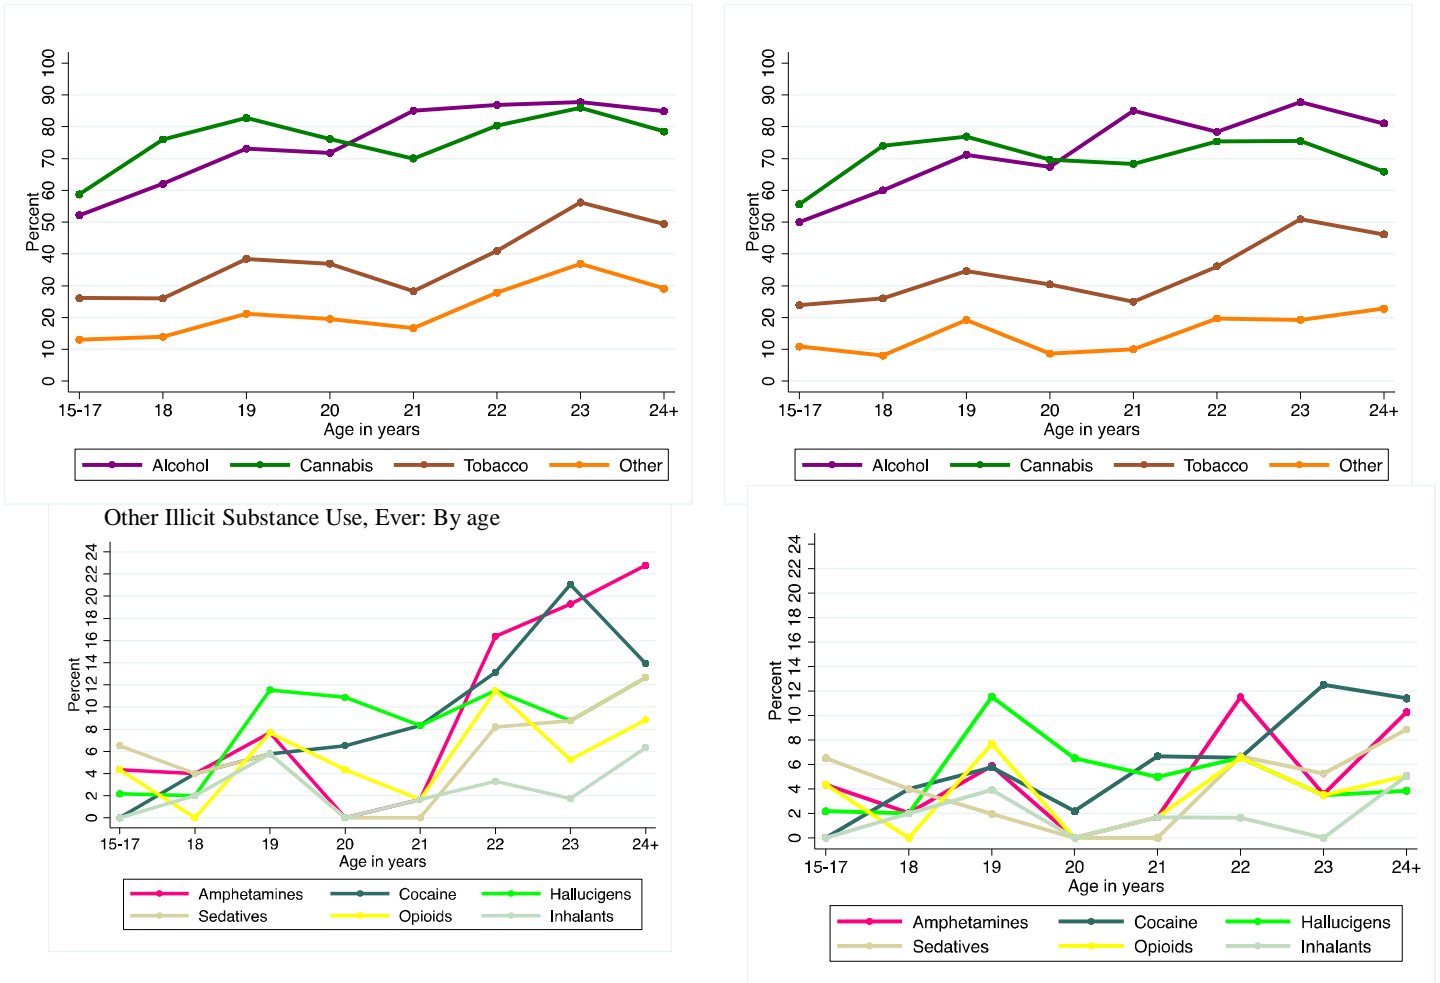 100
90
80
70
60
50
40
30
20
10
0
Percent
15-17 18 19 20 21 22 23 24+
Age in years
Alcohol Cannabis Tobacco Other
100
90
80
70
60
50
40
30
20
10
0
Percent
15-17 18 19 20 21 22 23 24+
Age in years
Alcohol Cannabis Tobacco Other
Other Illicit Substance Use, Ever: By age
24
22
20
18
16
14
12
10
8
6
4
2
0
Percent
15-17 18 19 20 21 22 23 24+
Age in years
Amphetamines Cocaine Hallucigens
Sedatives Opioids Inhalants
24
22
20
18
16
14
12
10
8
6
4
2
0
Percent
15-17 18 19 20 21 22 23 24+
Age in years
Amphetamines Cocaine Hallucigens
Sedatives Opioids Inhalants